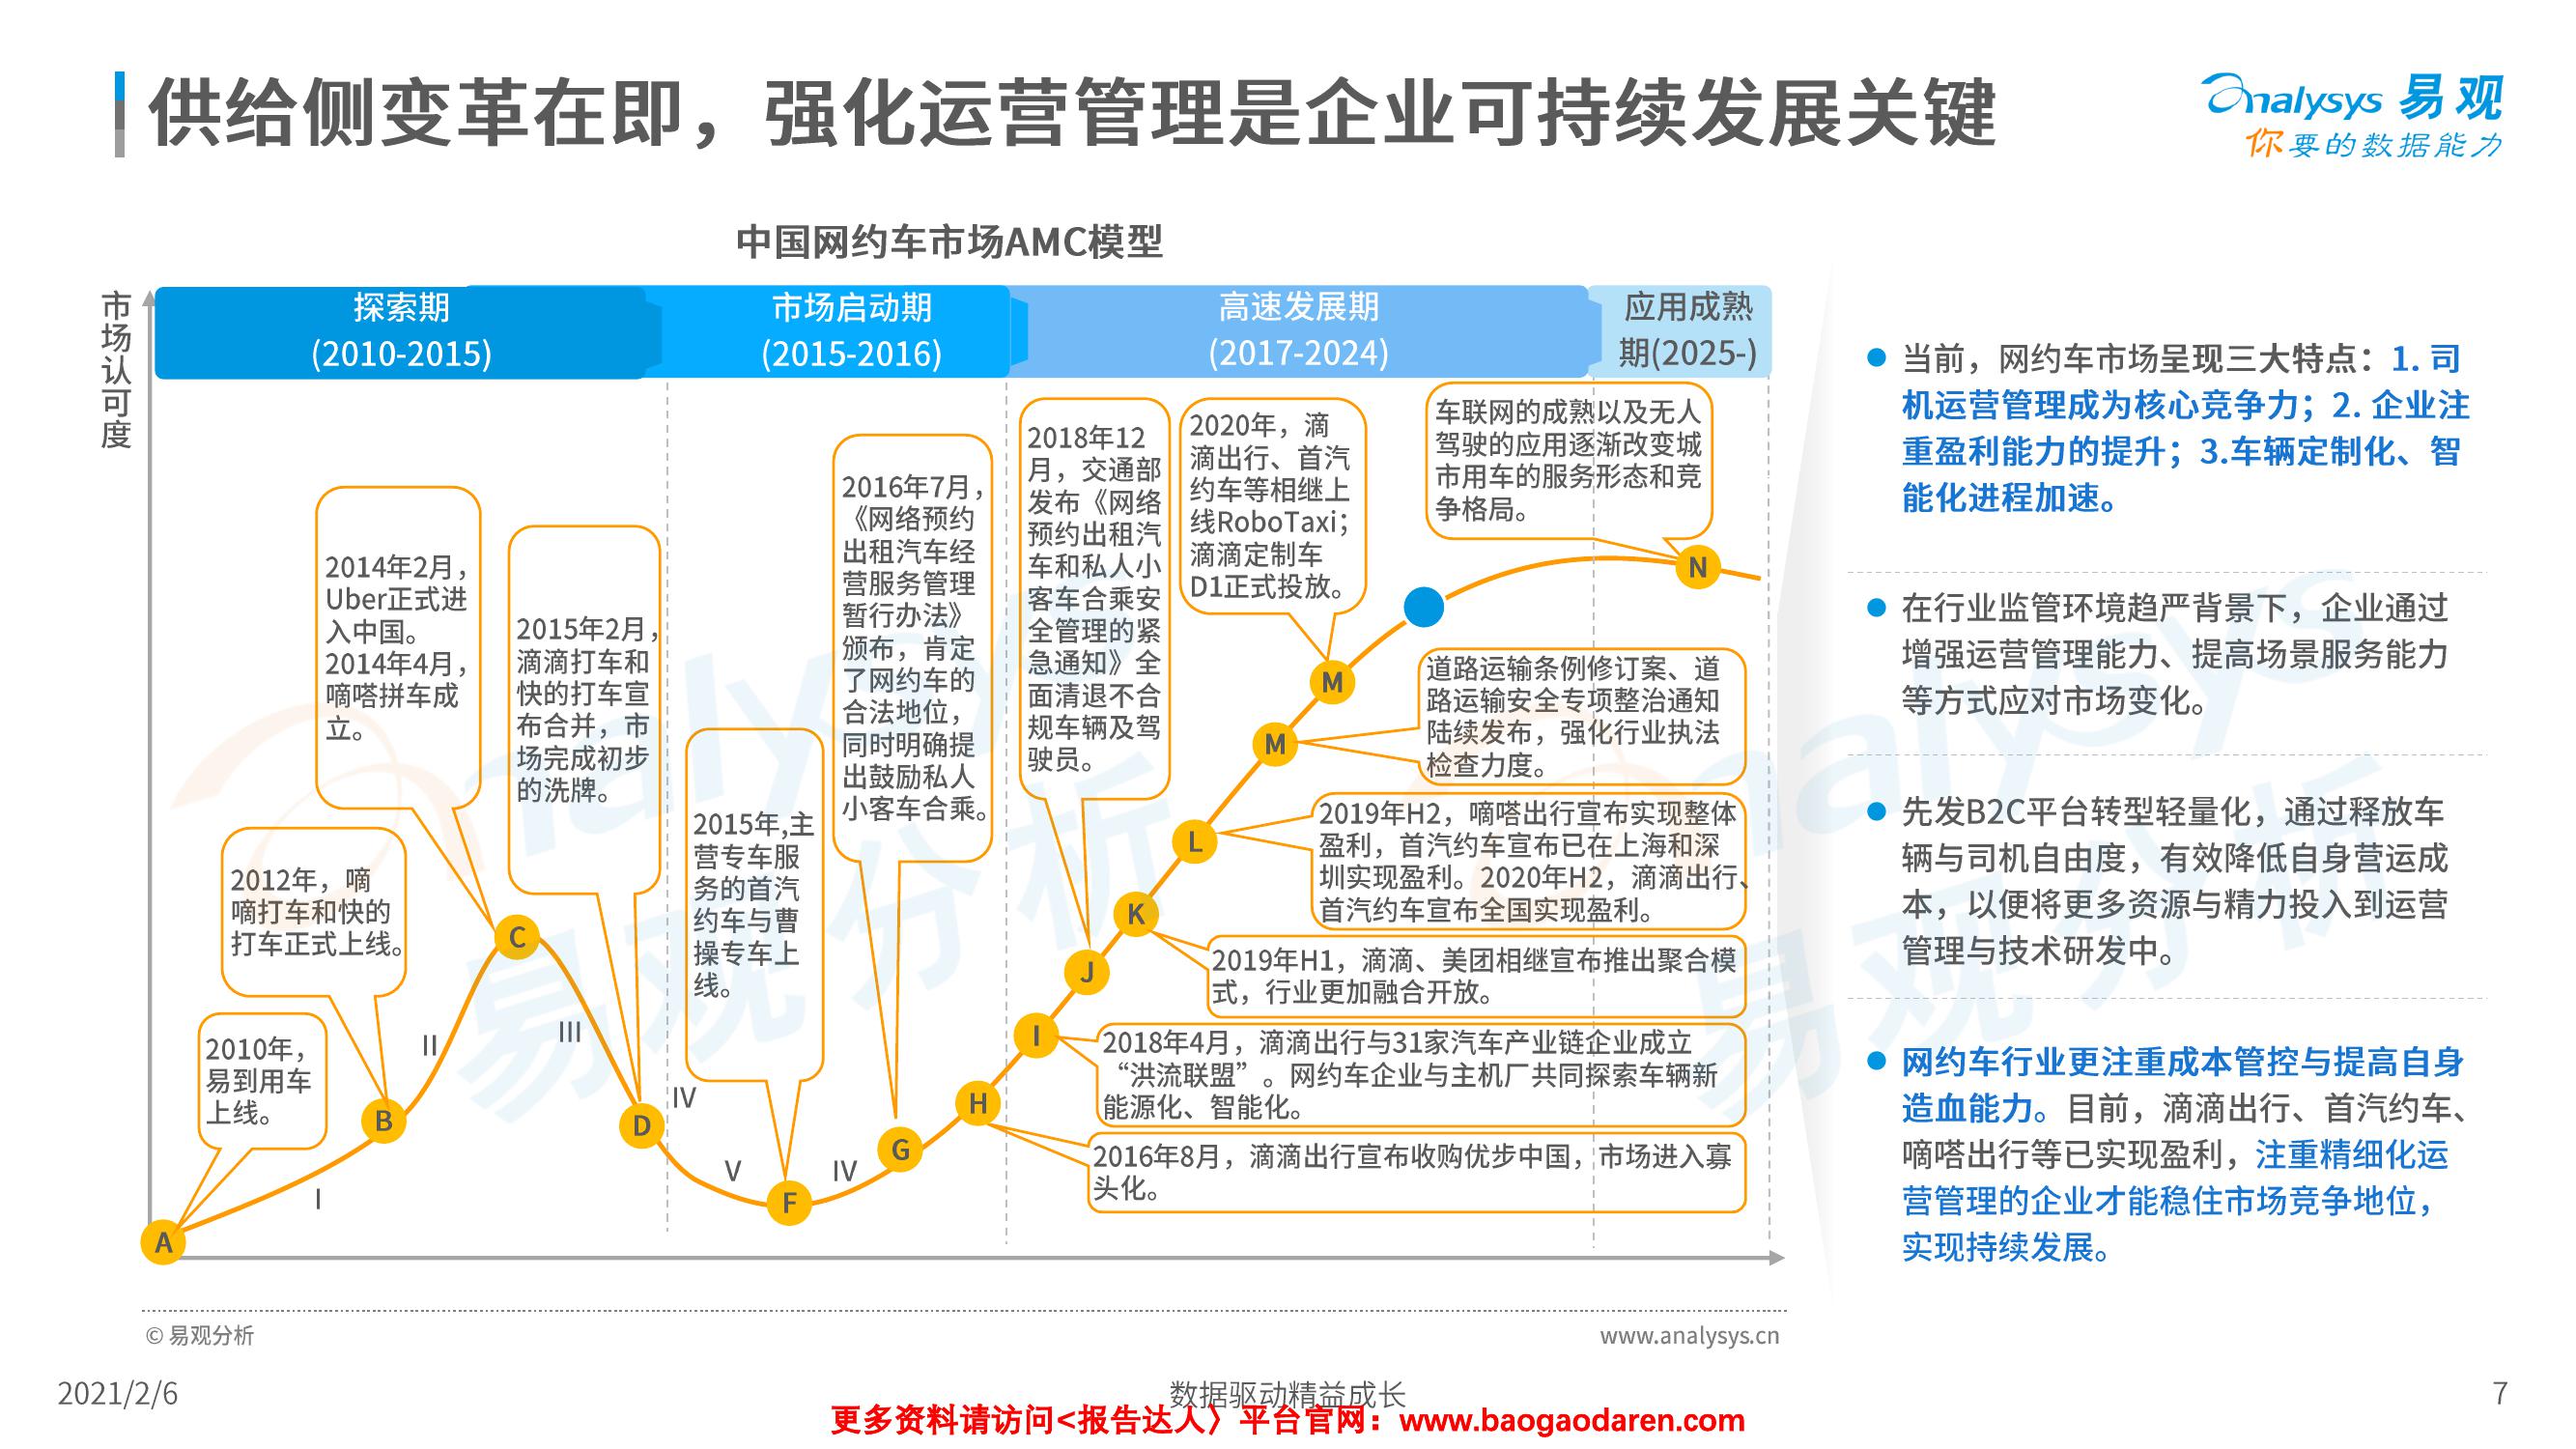 供给侧变革在即，强化运营管理是企业可持续发展关键
analysys 易观
你要的数据能力
中国网约车市场AMC模型
市场认可度
探索期
(2010-2015)
市场启动期
(2015-2016)
高速发展期
(2017-2024)
应用成熟
期(2025-)
2010年，
易到用车
上线。
2012年，嘀
嘀打车和快的
打车正式上线。
2014年2月，
Uber正式进
入中国。
2014年4月，
嘀嗒拼车成
立。
2015年2月，
滴滴打车和
快的打车宣
布合并，市
场完成初步
的洗牌。
2015年,主
营专车服
务的首汽
约车与曹
操专车上
线。
2016年7月，
《网络预约
出租汽车经
营服务管理
暂行办法》
颁布，肯定
了网约车的
合法地位，
同时明确提
出鼓励私人
小客车合乘。
2018年12
月，交通部
发布《网络
预约出租汽
车和私人小
客车合乘安
全管理的紧
急通知》全
面清退不合
规车辆及驾
驶员。
2020年，滴
滴出行、首汽
约车等相继上
线RoboTaxi；
滴滴定制车
D1正式投放。
车联网的成熟以及无人
驾驶的应用逐渐改变城
市用车的服务形态和竞
争格局。
道路运输条例修订案、道
路运输安全专项整治通知
陆续发布，强化行业执法
检查力度。
2019年H2，嘀嗒出行宣布实现整体
盈利，首汽约车宣布已在上海和深
圳实现盈利。2020年H2，滴滴出行、
首汽约车宣布全国实现盈利。
2019年H1，滴滴、美团相继宣布推出聚合模
式，行业更加融合开放。
2018年4月，滴滴出行与31家汽车产业链企业成立
“洪流联盟”。网约车企业与主机厂共同探索车辆新
能源化、智能化。
2016年8月，滴滴出行宣布收购优步中国，市场进入寡
头化。
A
I
B
II
C
III
D
IV
V
F
IV
G
H
I
J
K
L
M
M
N
当前，网约车市场呈现三大特点：1. 司
机运营管理成为核心竞争力；2. 企业注
重盈利能力的提升；3.车辆定制化、智
能化进程加速。
在行业监管环境趋严背景下，企业通过
增强运营管理能力、提高场景服务能力
等方式应对市场变化。
先发B2C平台转型轻量化，通过释放车
辆与司机自由度，有效降低自身营运成
本，以便将更多资源与精力投入到运营
管理与技术研发中。
网约车行业更注重成本管控与提高自身
造血能力。目前，滴滴出行、首汽约车、
嘀嗒出行等已实现盈利，注重精细化运
营管理的企业才能稳住市场竞争地位，
实现持续发展。
analysys
易观分析
analysys
易观分析
© 易观分析
www.analysys.cn
2021/2/6
数据驱动精益成长
7
更多资料请访问<报告达人〉平台官网：www.baogaodaren.com